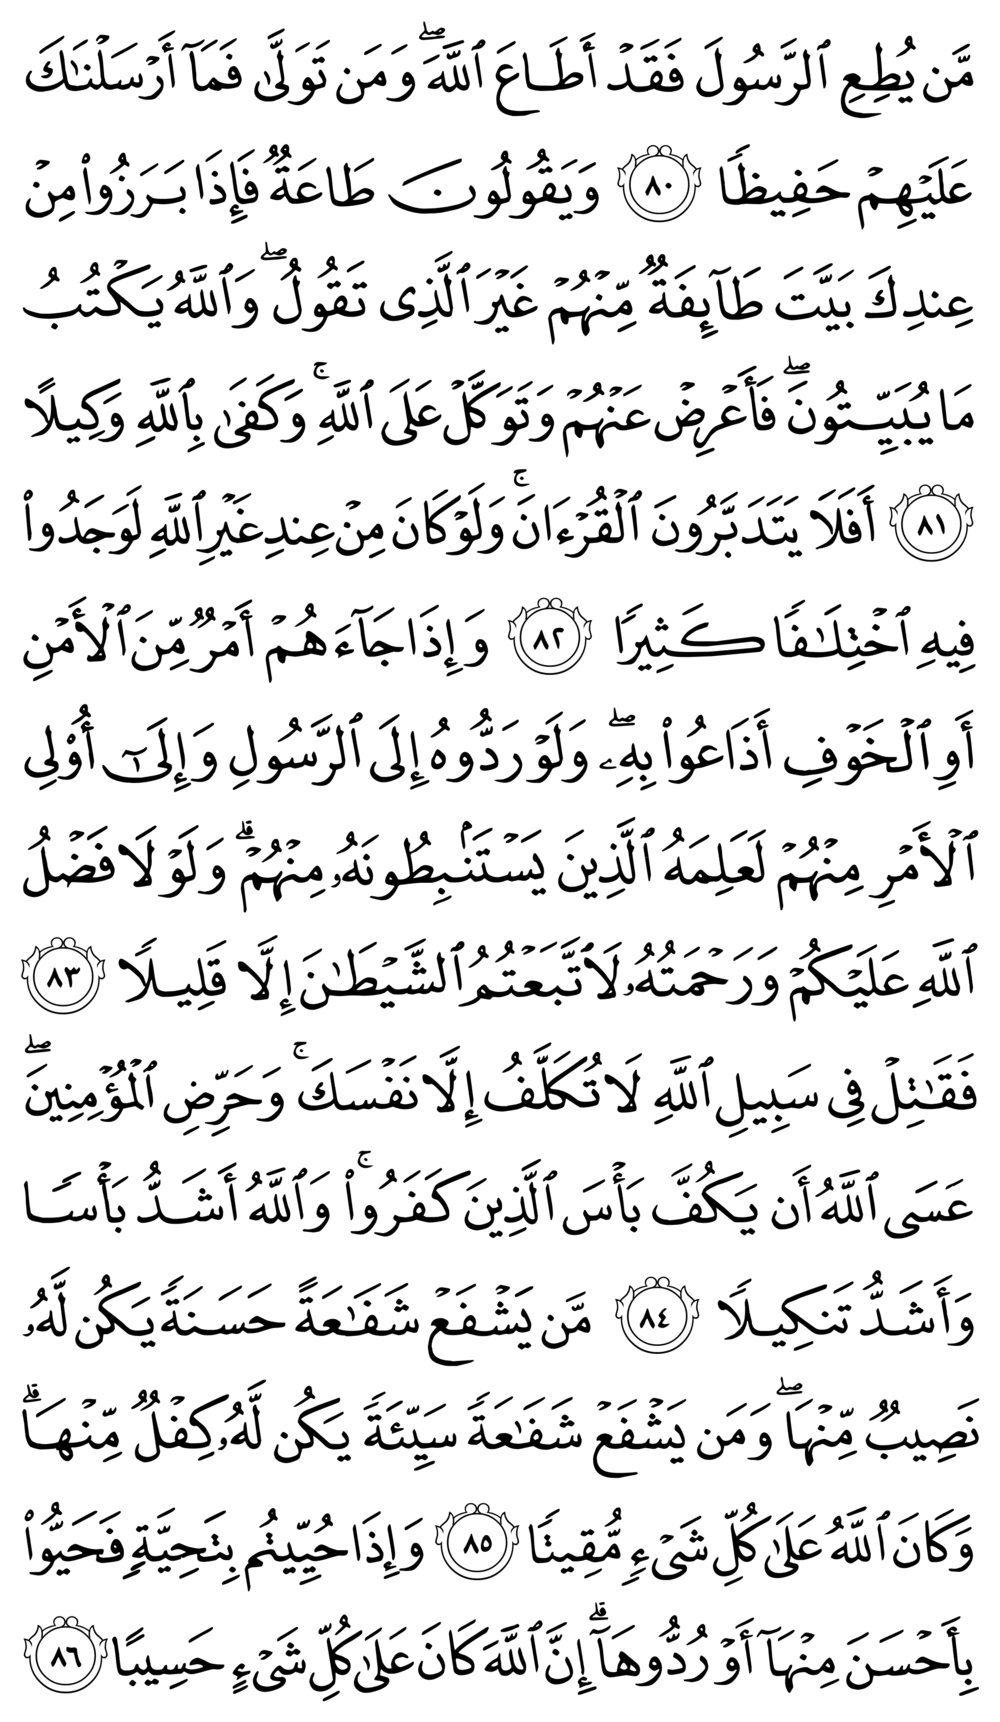 مَّن يُطِعِ ٱلرَّسُولَ فَقَدۡ أَطَاعَ ٱللَّهَۖ وَمَن تَوَلَّىٰ فَمَآ أَرۡسَلۡنَٰكَ
عَلَيۡهِمۡ حَفِيظٗا ٨٠ وَيَقُولُونَ طَاعَةٞ فَإِذَا بَرَزُواْ مِنۡ
عِندِكَ بَيَّتَ طَآئِفَةٞ مِّنۡهُمۡ غَيۡرَ ٱلَّذِي تَقُولُۖ وَٱللَّهُ يَكۡتُبُ
مَا يُبَيِّتُونَۖ فَأَعۡرِضۡ عَنۡهُمۡ وَتَوَكَّلۡ عَلَى ٱللَّهِۚ وَكَفَىٰ بِٱللَّهِ وَكِيلًا
٨١ أَفَلَا يَتَدَبَّرُونَ ٱلۡقُرۡءَانَۚ وَلَوۡ كَانَ مِنۡ عِندِ غَيۡرِ ٱللَّهِ لَوَجَدُواْ
فِيهِ ٱخۡتِلَٰفٗا كَثِيرٗا ٨٢ وَإِذَا جَآءَهُمۡ أَمۡرٞ مِّنَ ٱلۡأَمۡنِ
أَوِ ٱلۡخَوۡفِ أَذَاعُواْ بِهِۦۖ وَلَوۡ رَدُّوهُ إِلَى ٱلرَّسُولِ وَإِلَىٰٓ أُوْلِي
ٱلۡأَمۡرِ مِنۡهُمۡ لَعَلِمَهُ ٱلَّذِينَ يَسۡتَنۢبِطُونَهُۥ مِنۡهُمۡۗ وَلَوۡلَا فَضۡلُ
ٱللَّهِ عَلَيۡكُمۡ وَرَحۡمَتُهُۥ لَٱتَّبَعۡتُمُ ٱلشَّيۡطَٰنَ إِلَّا قَلِيلٗا ٨٣
فَقَٰتِلۡ فِي سَبِيلِ ٱللَّهِ لَا تُكَلَّفُ إِلَّا نَفۡسَكَۚ وَحَرِّضِ ٱلۡمُؤۡمِنِينَۖ
عَسَى ٱللَّهُ أَن يَكُفَّ بَأۡسَ ٱلَّذِينَ كَفَرُواْۚ وَٱللَّهُ أَشَدُّ بَأۡسٗا
وَأَشَدُّ تَنكِيلٗا ٨٤ مَّن يَشۡفَعۡ شَفَٰعَةً حَسَنَةٗ يَكُن لَّهُۥ
نَصِيبٞ مِّنۡهَاۖ وَمَن يَشۡفَعۡ شَفَٰعَةٗ سَيِّئَةٗ يَكُن لَّهُۥ كِفۡلٞ مِّنۡهَاۗ
وَكَانَ ٱللَّهُ عَلَىٰ كُلِّ شَيۡءٖ مُّقِيتٗا ٨٥ وَإِذَا حُيِّيتُم بِتَحِيَّةٖ فَحَيُّواْ
بِأَحۡسَنَ مِنۡهَآ أَوۡ رُدُّوهَآۗ إِنَّ ٱللَّهَ كَانَ عَلَىٰ كُلِّ شَيۡءٍ حَسِيبًا ٨٦